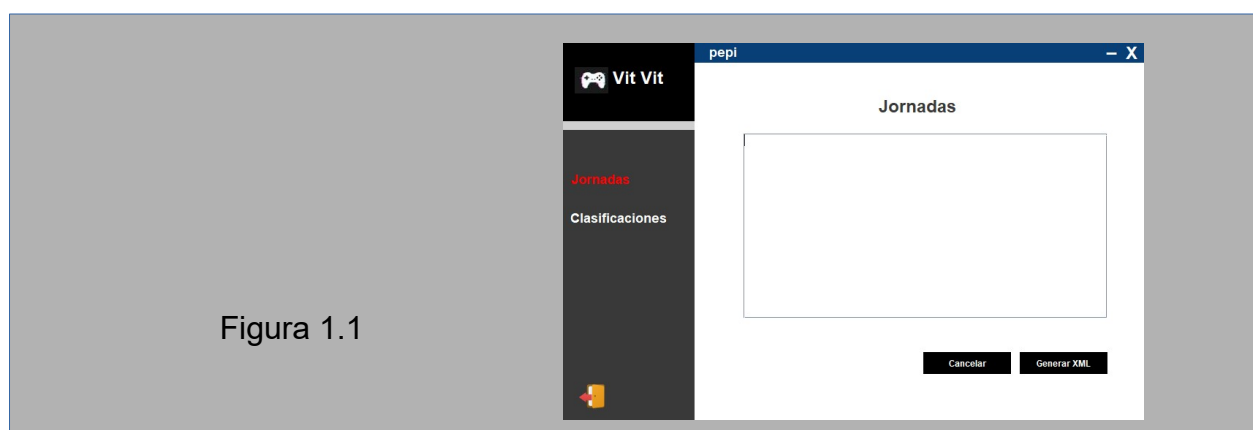 Figura 1.1
Vit Vit
Jornadas
Clasificaciones
pepi
– X
Jornadas
Cancelar
Generar XML